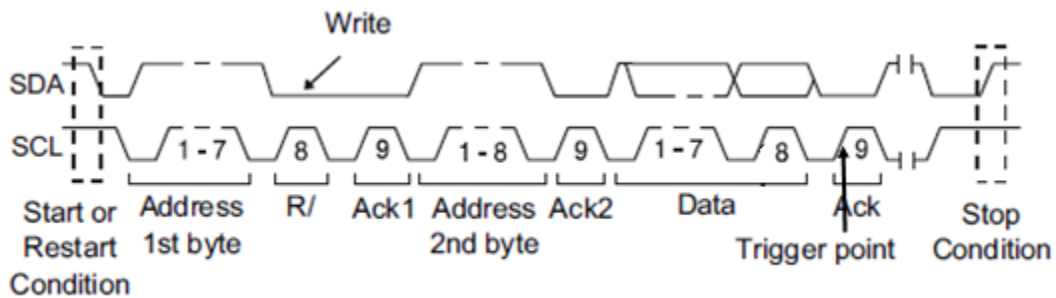 Write
SDA
SCL
1 - 7 8 9 1 - 8 9 1 - 7 8 9
Start or Restart Condition
Address 1st byte
R/
Ack1
Address 2nd byte
Ack2
Data
Ack
Trigger point
Stop Condition